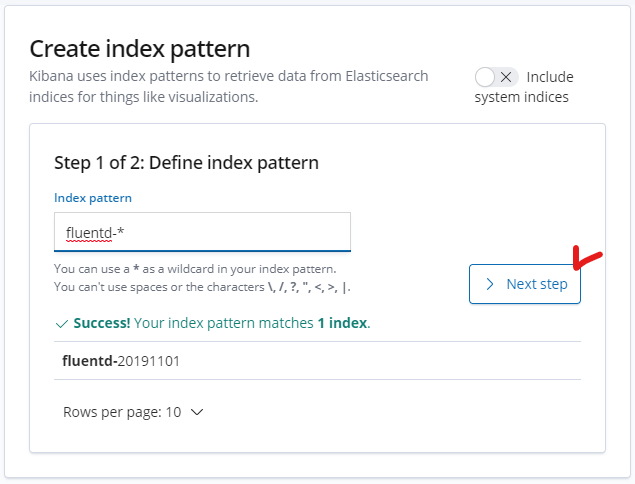 Create index pattern
Kibana uses index patterns to retrieve data from Elasticsearch
indices for things like visualizations.
Include
system indices
Step 1 of 2: Define index pattern
Index pattern
fluentd-*
You can use a * as a wildcard in your index pattern.
You can't use spaces or the characters \, /, ?, ", <, >, |.
Next step
Success! Your index pattern matches 1 index.
fluentd-20191101
Rows per page: 10